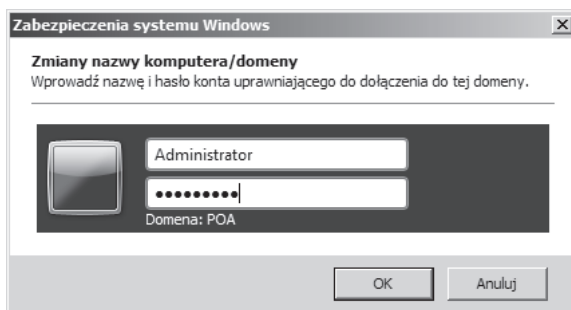 Zabezpieczenia systemu Windows
Zmiany nazwy komputera/domeny
Wprowadź nazwę i hasło konta uprawniającego do dołączenia do tej domeny.
Administrator
•••••••••
Domena: POA
OK Anuluj